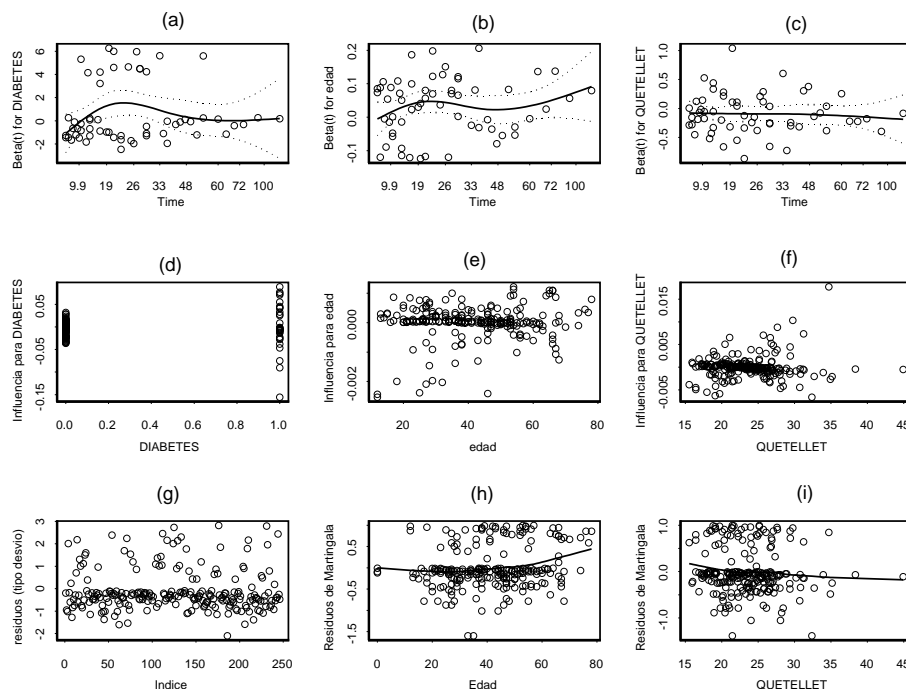 (a)
Beta(t) for DIABETES
6
4
2
0
-2
9.9 19 26 33 48 60 72 100
Time
(b)
Beta(t) for edad
0.2
0.1
0.0
-0.1
9.9 19 26 33 48 60 72 100
Time
(c)
Beta(t) for QUETELLET
1.0
0.5
0.0
-0.5
9.9 19 26 33 48 60 72 100
Time
(d)
Influencia para DIABETES
0.05
-0.05
-0.15
0.0 0.2 0.4 0.6 0.8 1.0
DIABETES
(e)
Influencia para edad
0.000
-0.002
20 40 60 80
edad
(f)
Influencia para QUETELLET
0.015
0.005
-0.005
15 20 25 30 35 40 45
QUETELLET
(g)
residuos (tipo desvio)
3
2
1
0
-1
-2
0 50 100 150 200 250
Indice
(h)
Residuos de Martingala
0.5
-0.5
-1.5
0 20 40 60 80
Edad
(i)
Residuos de Martingala
1.0
0.0
-1.0
15 20 25 30 35 40 45
QUETELLET